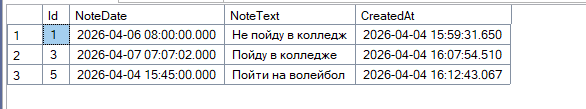 Id NoteDate NoteText CreatedAt
1 1 2026-04-06 08:00:00.000 Не пойду в колледж 2026-04-04 15:59:31.650
2 3 2026-04-07 07:07:02.000 Пойду в колледже 2026-04-04 16:07:54.510
3 5 2026-04-04 15:45:00.000 Пойти на волейбол 2026-04-04 16:12:43.067